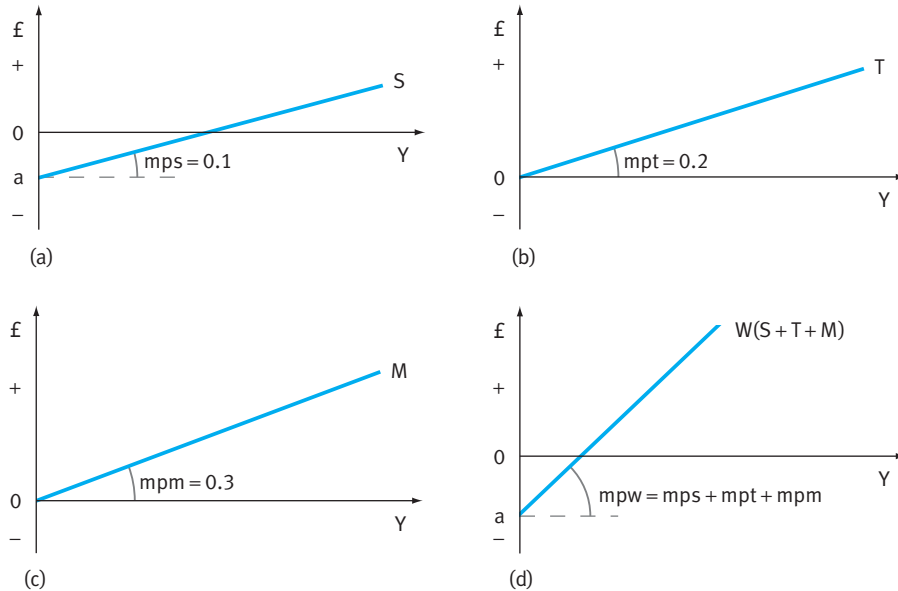 £
+
S
0
Y
mps = 0.1
a
–
(a)
£
+
T
mpt = 0.2
0
Y
–
(b)
£
+
M
mpm = 0.3
0
Y
–
(c)
£
W(S + T + M)
+
0
Y
mpw = mps + mpt + mpm
a
–
(d)